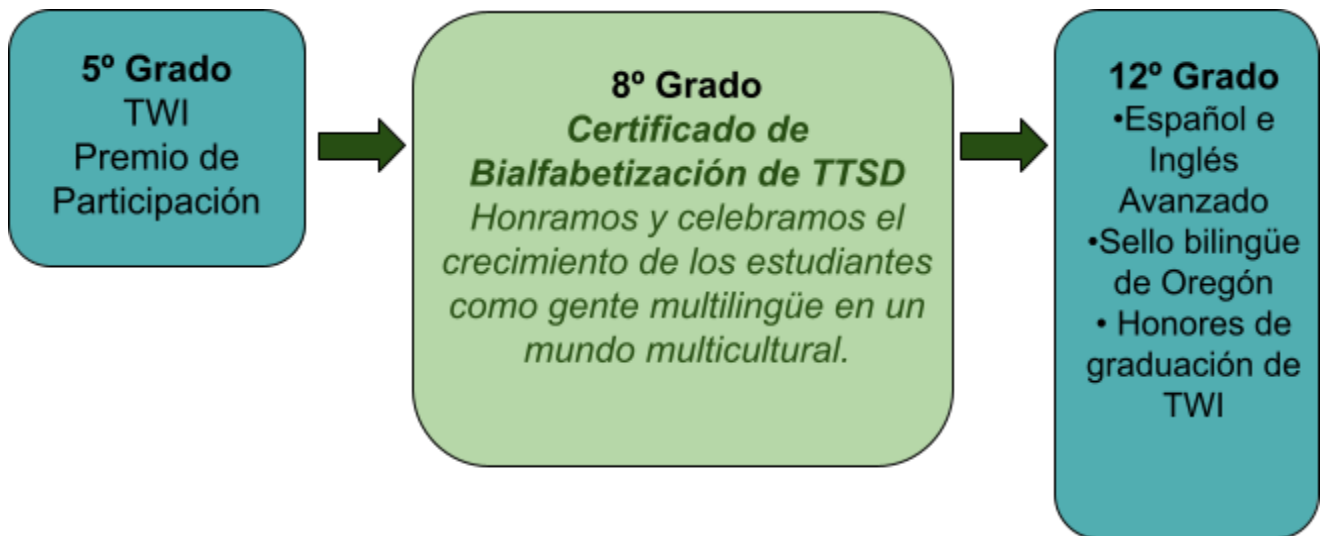 5º Grado
TWI
Premio de
Participación
8º Grado
Certificado de
Bialfabetización de TTSD
Honramos y celebramos el
crecimiento de los estudiantes
como gente multilingüe en un
mundo multicultural.
12º Grado
•Español e
Inglés
Avanzado
•Sello bilingüe
de Oregón
• Honores de
graduación de
TWI